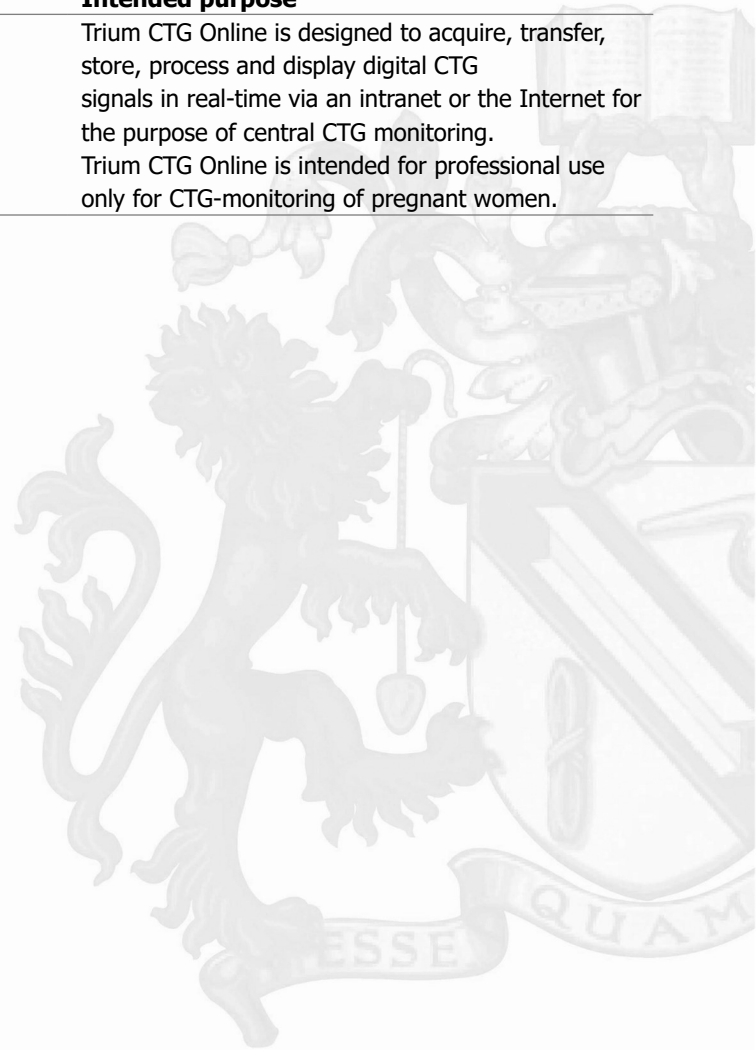 Intended purpose
Trium CTG Online is designed to acquire, transfer,
store, process and display digital CTG
signals in real-time via an intranet or the Internet for
the purpose of central CTG monitoring.
Trium CTG Online is intended for professional use
only for CTG-monitoring of pregnant women.
ESSE QUAM